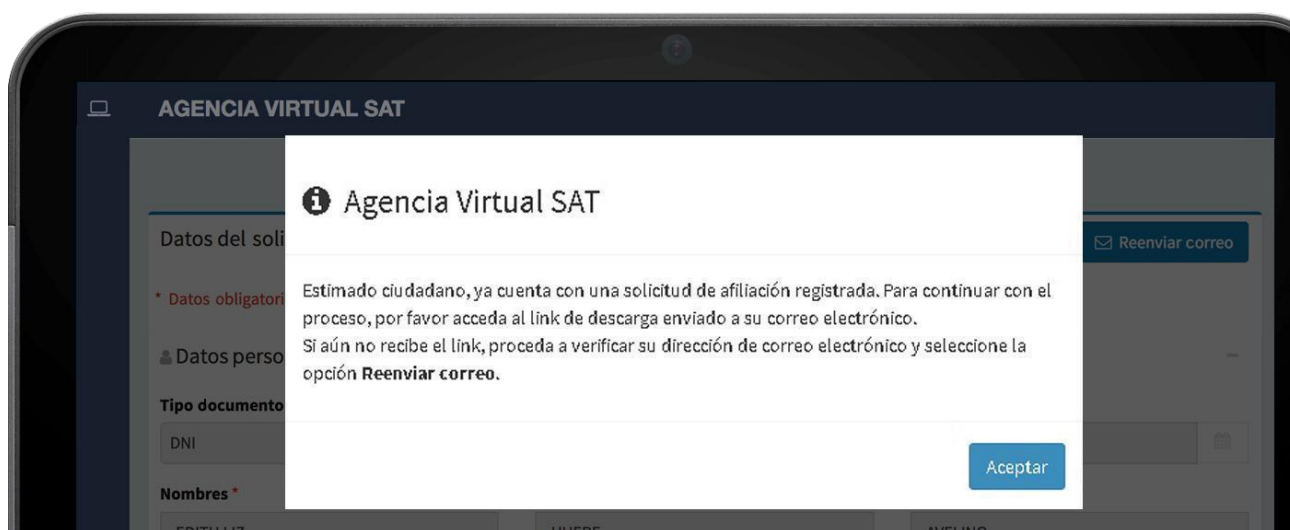 AGENCIA VIRTUAL SAT
Agencia Virtual SAT
Datos del soli
Reenviar correo
* Datos obligatori
Estimado ciudadano, ya cuenta con una solicitud de afiliación registrada. Para continuar con el
proceso, por favor acceda al link de descarga enviado a su correo electrónico.
Si aún no recibe el link, proceda a verificar su dirección de correo electrónico y seleccione la
opción Reenviar correo.
Datos perso
Tipo documento
DNI
Aceptar
Nombres *